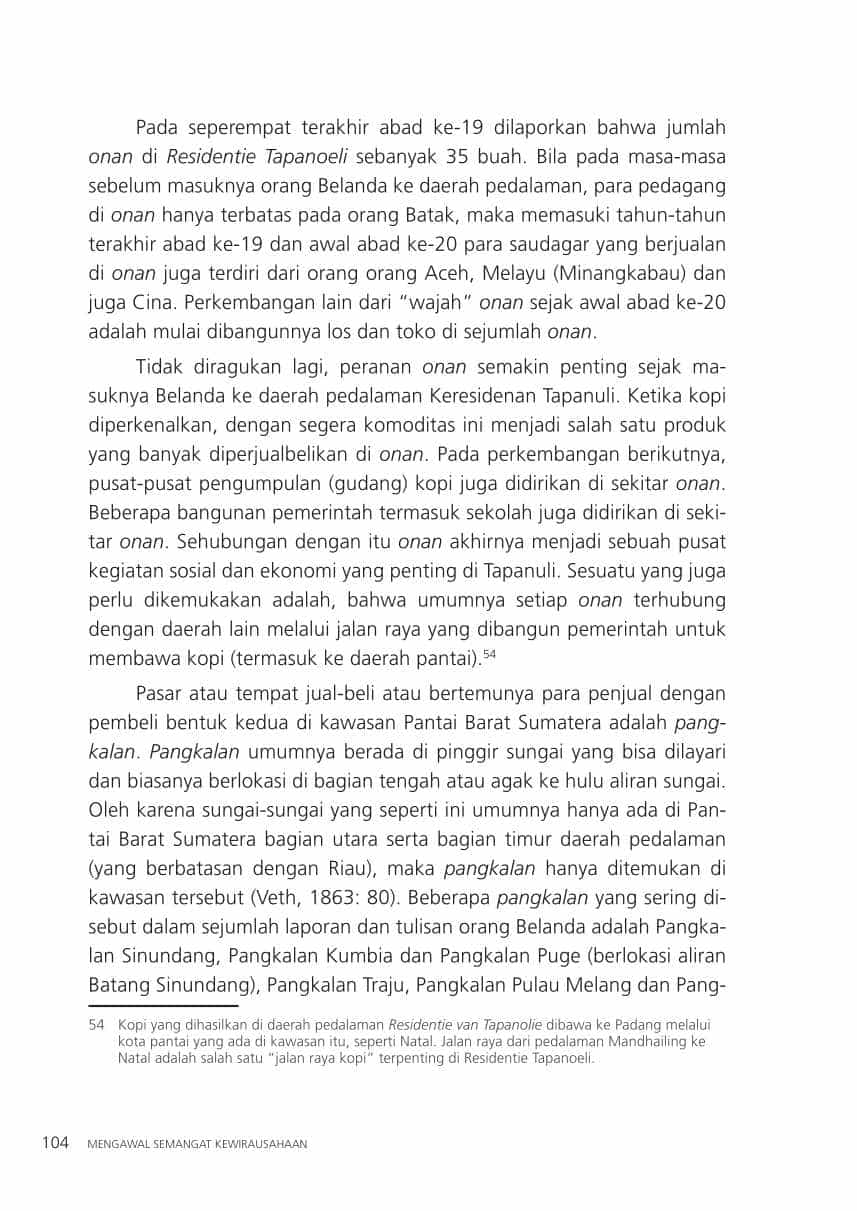 Pada seperempat terakhir abad ke-19 dilaporkan bahwa jumlah
onan di Residentie Tapanoeli sebanyak 35 buah. Bila pada masa-masa
sebelum masuknya orang Belanda ke daerah pedalaman, para pedagang
di onan hanya terbatas pada orang Batak, maka memasuki tahun-tahun
terakhir abad ke-19 dan awal abad ke-20 para saudagar yang berjualan
di onan juga terdiri dari orang orang Aceh, Melayu (Minangkabau) dan
juga Cina. Perkembangan lain dari “wajah” onan sejak awal abad ke-20
adalah mulai dibangunnya los dan toko di sejumlah onan.
Tidak diragukan lagi, peranan onan semakin penting sejak ma-
suknya Belanda ke daerah pedalaman Keresidenan Tapanuli. Ketika kopi
diperkenalkan, dengan segera komoditas ini menjadi salah satu produk
yang banyak diperjualbelikan di onan. Pada perkembangan berikutnya,
pusat-pusat pengumpulan (gudang) kopi juga didirikan di sekitar onan.
Beberapa bangunan pemerintah termasuk sekolah juga didirikan di seki-
tar onan. Sehubungan dengan itu onan akhirnya menjadi sebuah pusat
kegiatan sosial dan ekonomi yang penting di Tapanuli. Sesuatu yang juga
perlu dikemukakan adalah, bahwa umumnya setiap onan terhubung
dengan daerah lain melalui jalan raya yang dibangun pemerintah untuk
membawa kopi (termasuk ke daerah pantai).54
Pasar atau tempat jual-beli atau bertemunya para penjual dengan
pembeli bentuk kedua di kawasan Pantai Barat Sumatera adalah pang-
kalan. Pangkalan umumnya berada di pinggir sungai yang bisa dilayari
dan biasanya berlokasi di bagian tengah atau agak ke hulu aliran sungai.
Oleh karena sungai-sungai yang seperti ini umumnya hanya ada di Pan-
tai Barat Sumatera bagian utara serta bagian timur daerah pedalaman
(yang berbatasan dengan Riau), maka pangkalan hanya ditemukan di
kawasan tersebut (Veth, 1863: 80). Beberapa pangkalan yang sering di-
sebut dalam sejumlah laporan dan tulisan orang Belanda adalah Pangka-
lan Sinundang, Pangkalan Kumbia dan Pangkalan Puge (berlokasi aliran
Batang Sinundang), Pangkalan Traju, Pangkalan Pulau Melang dan Pang-
54 Kopi yang dihasilkan di daerah pedalaman Residentie van Tapanolie dibawa ke Padang melalui
kota pantai yang ada di kawasan itu, seperti Natal. Jalan raya dari pedalaman Mandhailing ke
Natal adalah salah satu “jalan raya kopi” terpenting di Residentie Tapanoeli.
104 MENGAWAL SEMANGAT KEWIRAUSAHAAN